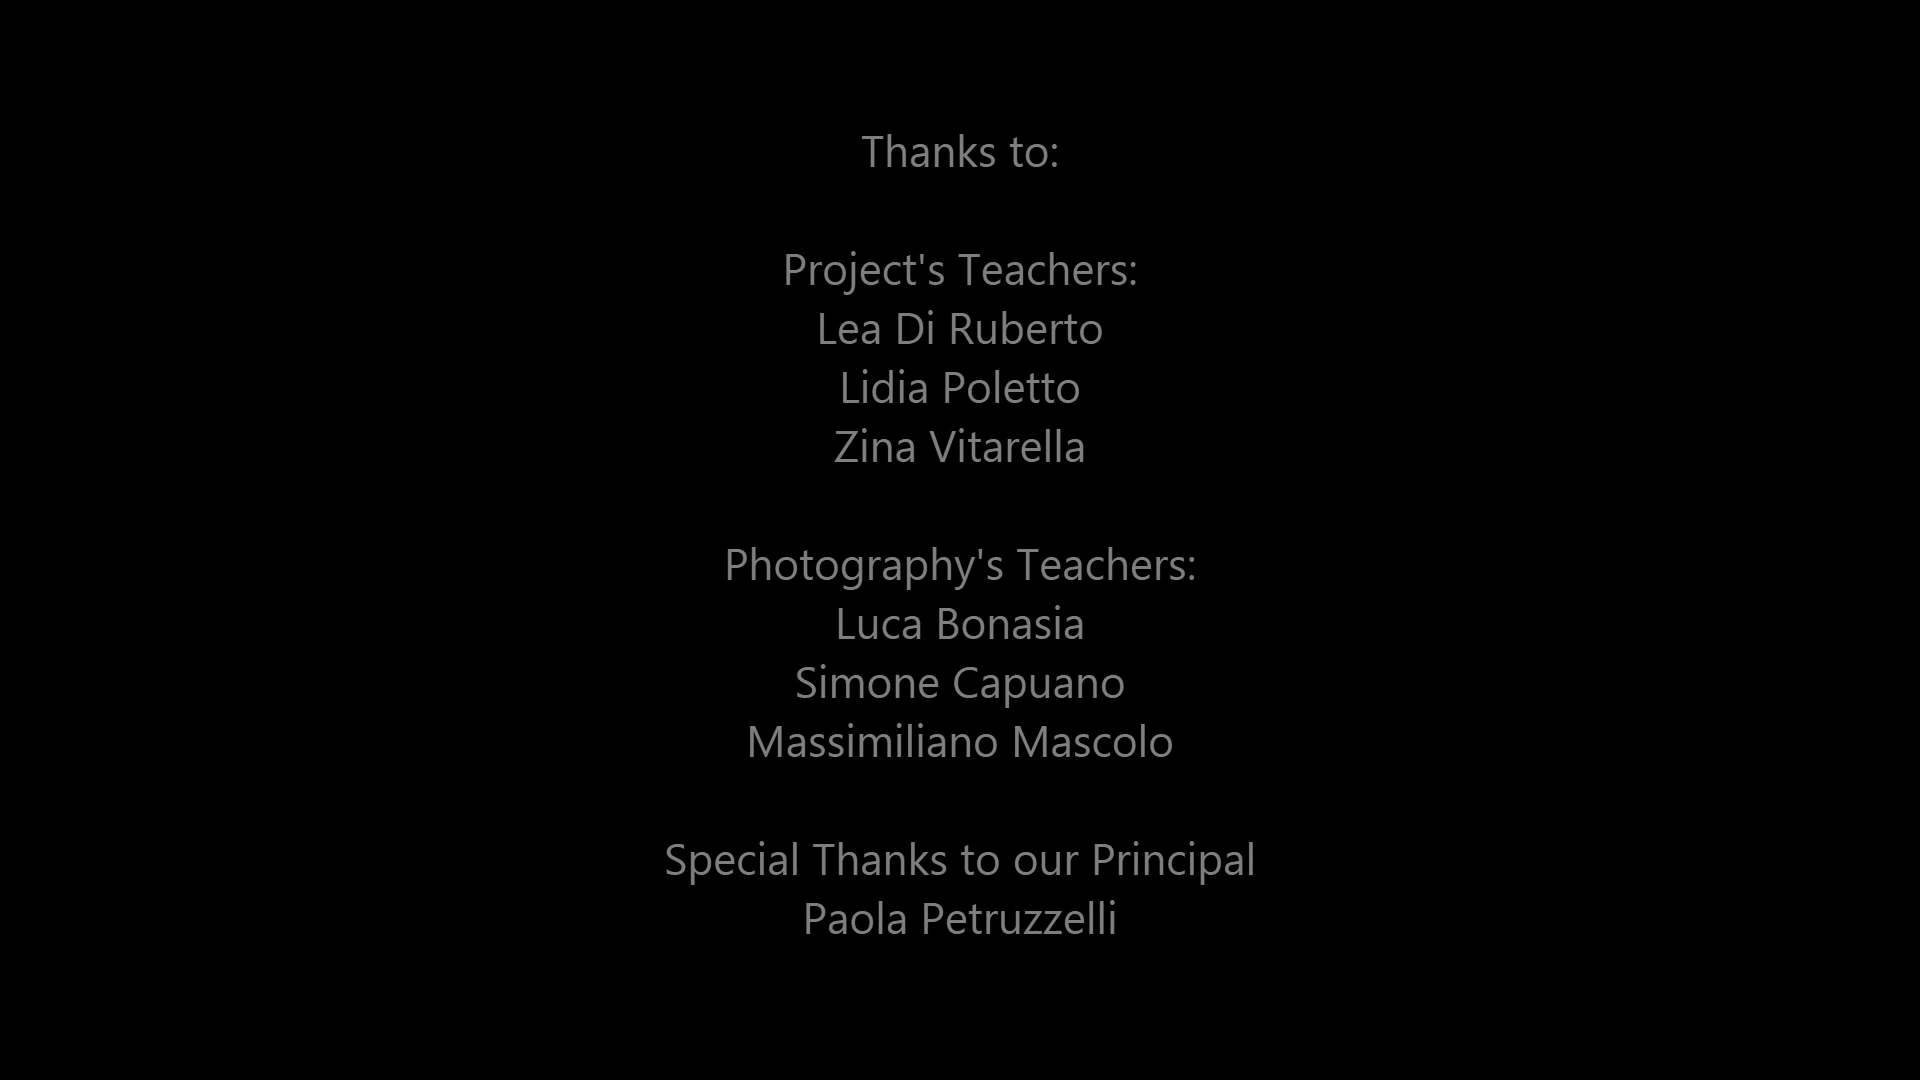 Thanks to:
Project's Teachers:
Lea Di Ruberto
Lidia Poletto
Zina Vitarella
Photography's Teachers:
Luca Bonasia
Simone Capuano
Massimiliano Mascolo
Special Thanks to our Principal
Paola Petruzzelli